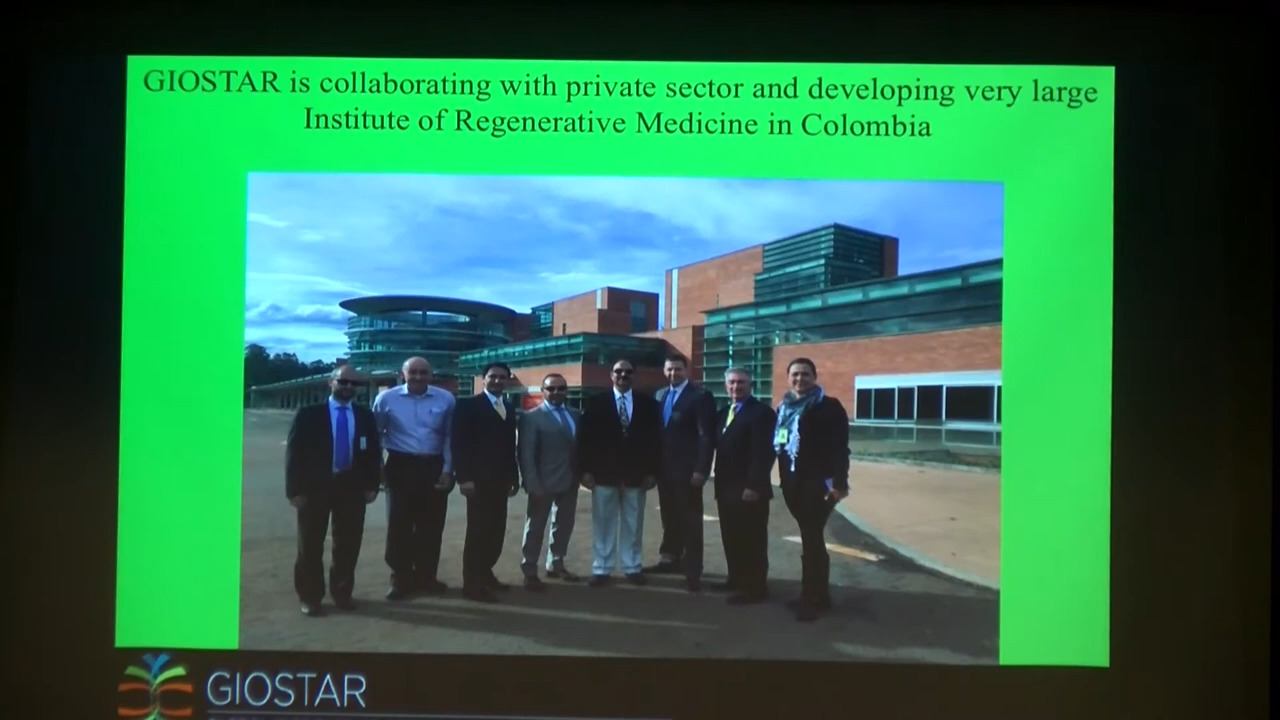 GIOSTAR is collaborating with private sector and developing very large
Institute of Regenerative Medicine in Colombia
GIOSTAR